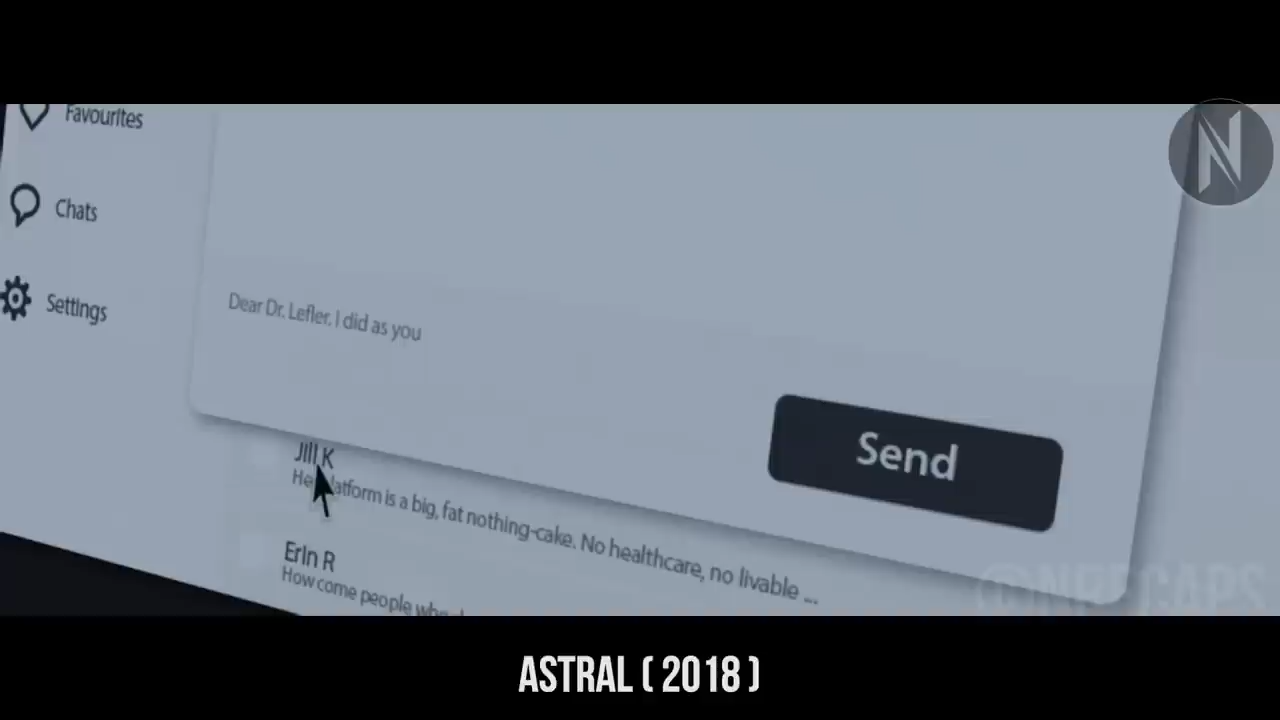 Favourites
Chats
Settings
Dear Dr. Lefler. I did as you
Send
Jill K
is a big, fat nothing-cake. No healthcare, no livable ...
Erin R
How come people
ASTRAL ( 2018 )